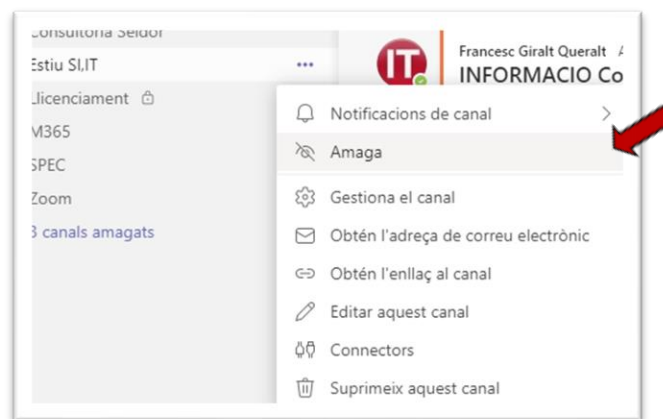 Consultoria Seidor
Estiu SI,IT
Llicenciament
M365
SPEC
Zoom
3 canals amagats
IT
Francesc Giralt Queralt
INFORMACIO Co
Notificacions de canal
Amaga
Gestiona el canal
Obtén l'adreça de correu electrònic
Obtén l'enllaç al canal
Editar aquest canal
Connectors
Suprimeix aquest canal